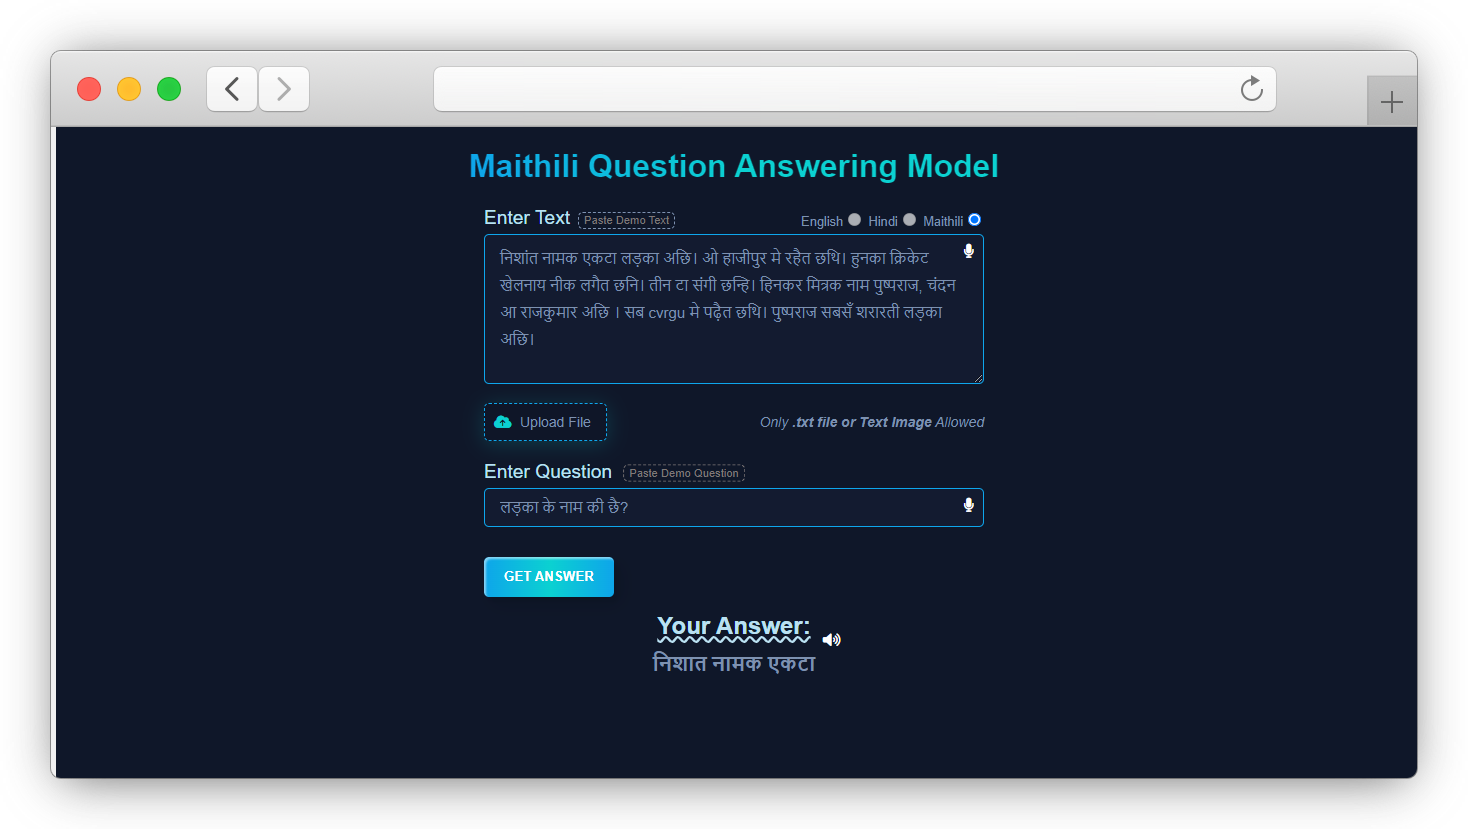 Maithili Question Answering Model
Enter Text Paste Demo Text English Hindi Maithili
निशांत नामक एकटा लड़का अछि। ओ हाजीपुर मे रहैत छथि। हुनका क्रिकेट
खेलनाय नीक लगैत छनि। तीन टा संगी छन्हि। हिनकर मित्रक नाम पुष्पराज, चंदन
आ राजकुमार अछि । सब cvrgu मे पढ़ैत छथि। पुष्पराज सबसँ शरारती लड़का
अछि।
Upload File Only .txt file or Text Image Allowed
Enter Question Paste Demo Question
लड़का के नाम की छै?
GET ANSWER
Your Answer:
निशात नामक एकटा